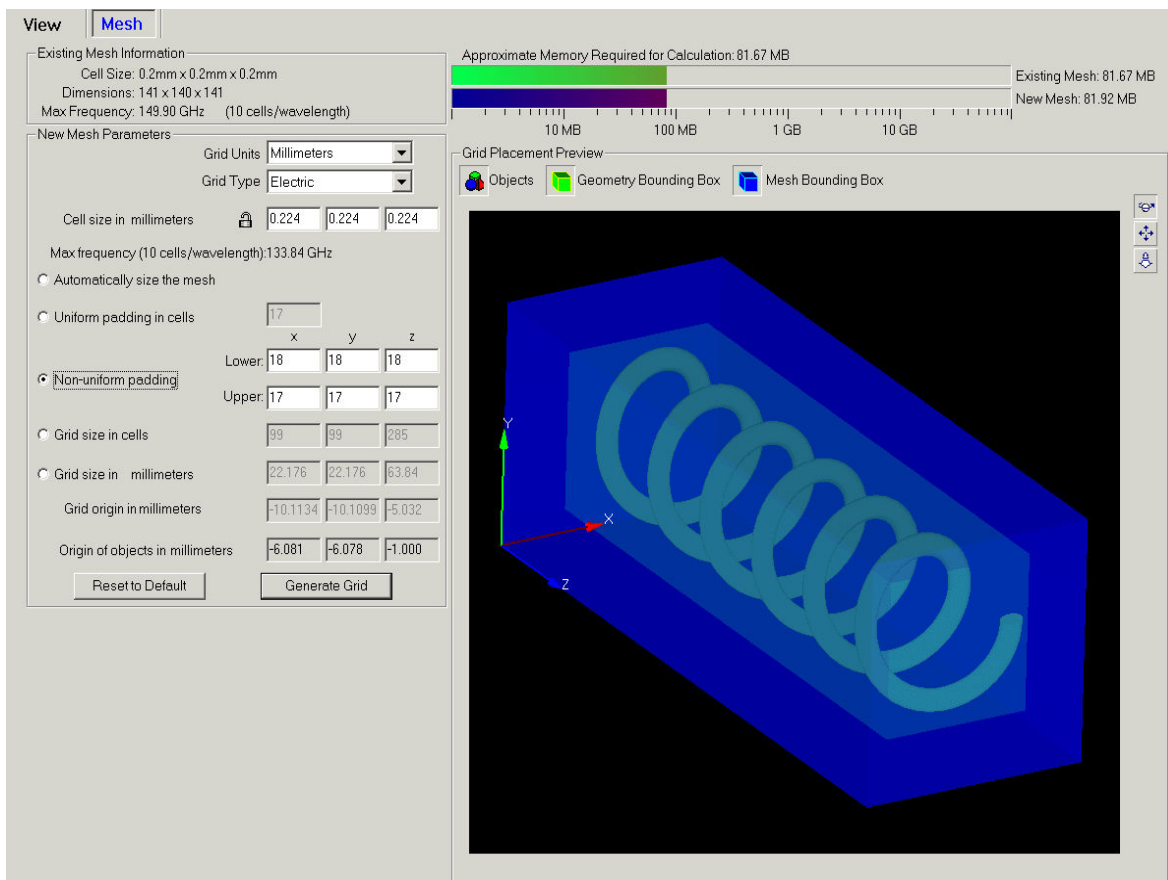 View Mesh
Existing Mesh Information
Cell Size: 0.2mm x 0.2mm x 0.2mm
Dimensions: 141 x 140 x 141
Max Frequency: 149.90 GHz (10 cells/wavelength)
New Mesh Parameters
Grid Units Millimeters
Grid Type Electric
Cell size in millimeters 0.224 0.224 0.224
Max frequency (10 cells/wavelength):133.84 GHz
Automatically size the mesh
Uniform padding in cells 17
x y z
Lower: 18 18 18
Non-uniform padding
Upper: 17 17 17
Grid size in cells 99 99 285
Grid size in millimeters 22.176 22.176 63.84
Grid origin in millimeters -10.1134 -10.1099 -5.032
Origin of objects in millimeters -6.081 -6.078 -1.000
Reset to Default Generate Grid
Approximate Memory Required for Calculation: 81.67 MB
Existing Mesh: 81.67 MB
New Mesh: 81.92 MB
10 MB 100 MB 1 GB 10 GB
Grid Placement Preview
Objects Geometry Bounding Box Mesh Bounding Box
Y
X
Z